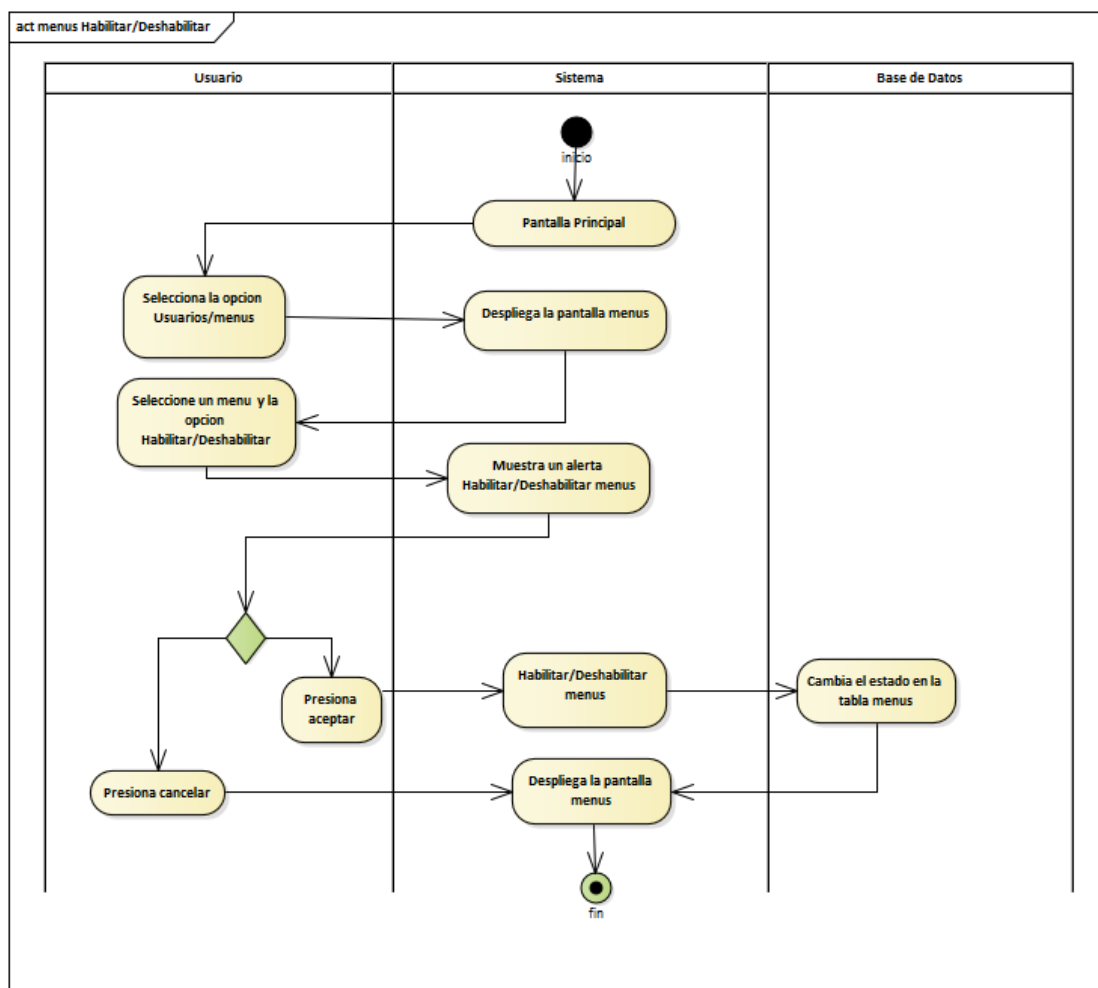 act menus Habilitar/Deshabilitar
Usuario
Sistema
Base de Datos
inicio
Pantalla Principal
Selecciona la opcion
Usuarios/menus
Despliega la pantalla menus
Seleccione un menu y la
opcion
Habilitar/Deshabilitar
Muestra un alerta
Habilitar/Deshabilitar menus
Presiona
aceptar
Habilitar/Deshabilitar
menus
Cambia el estado en la
tabla menus
Presiona cancelar
Despliega la pantalla
menus
fin